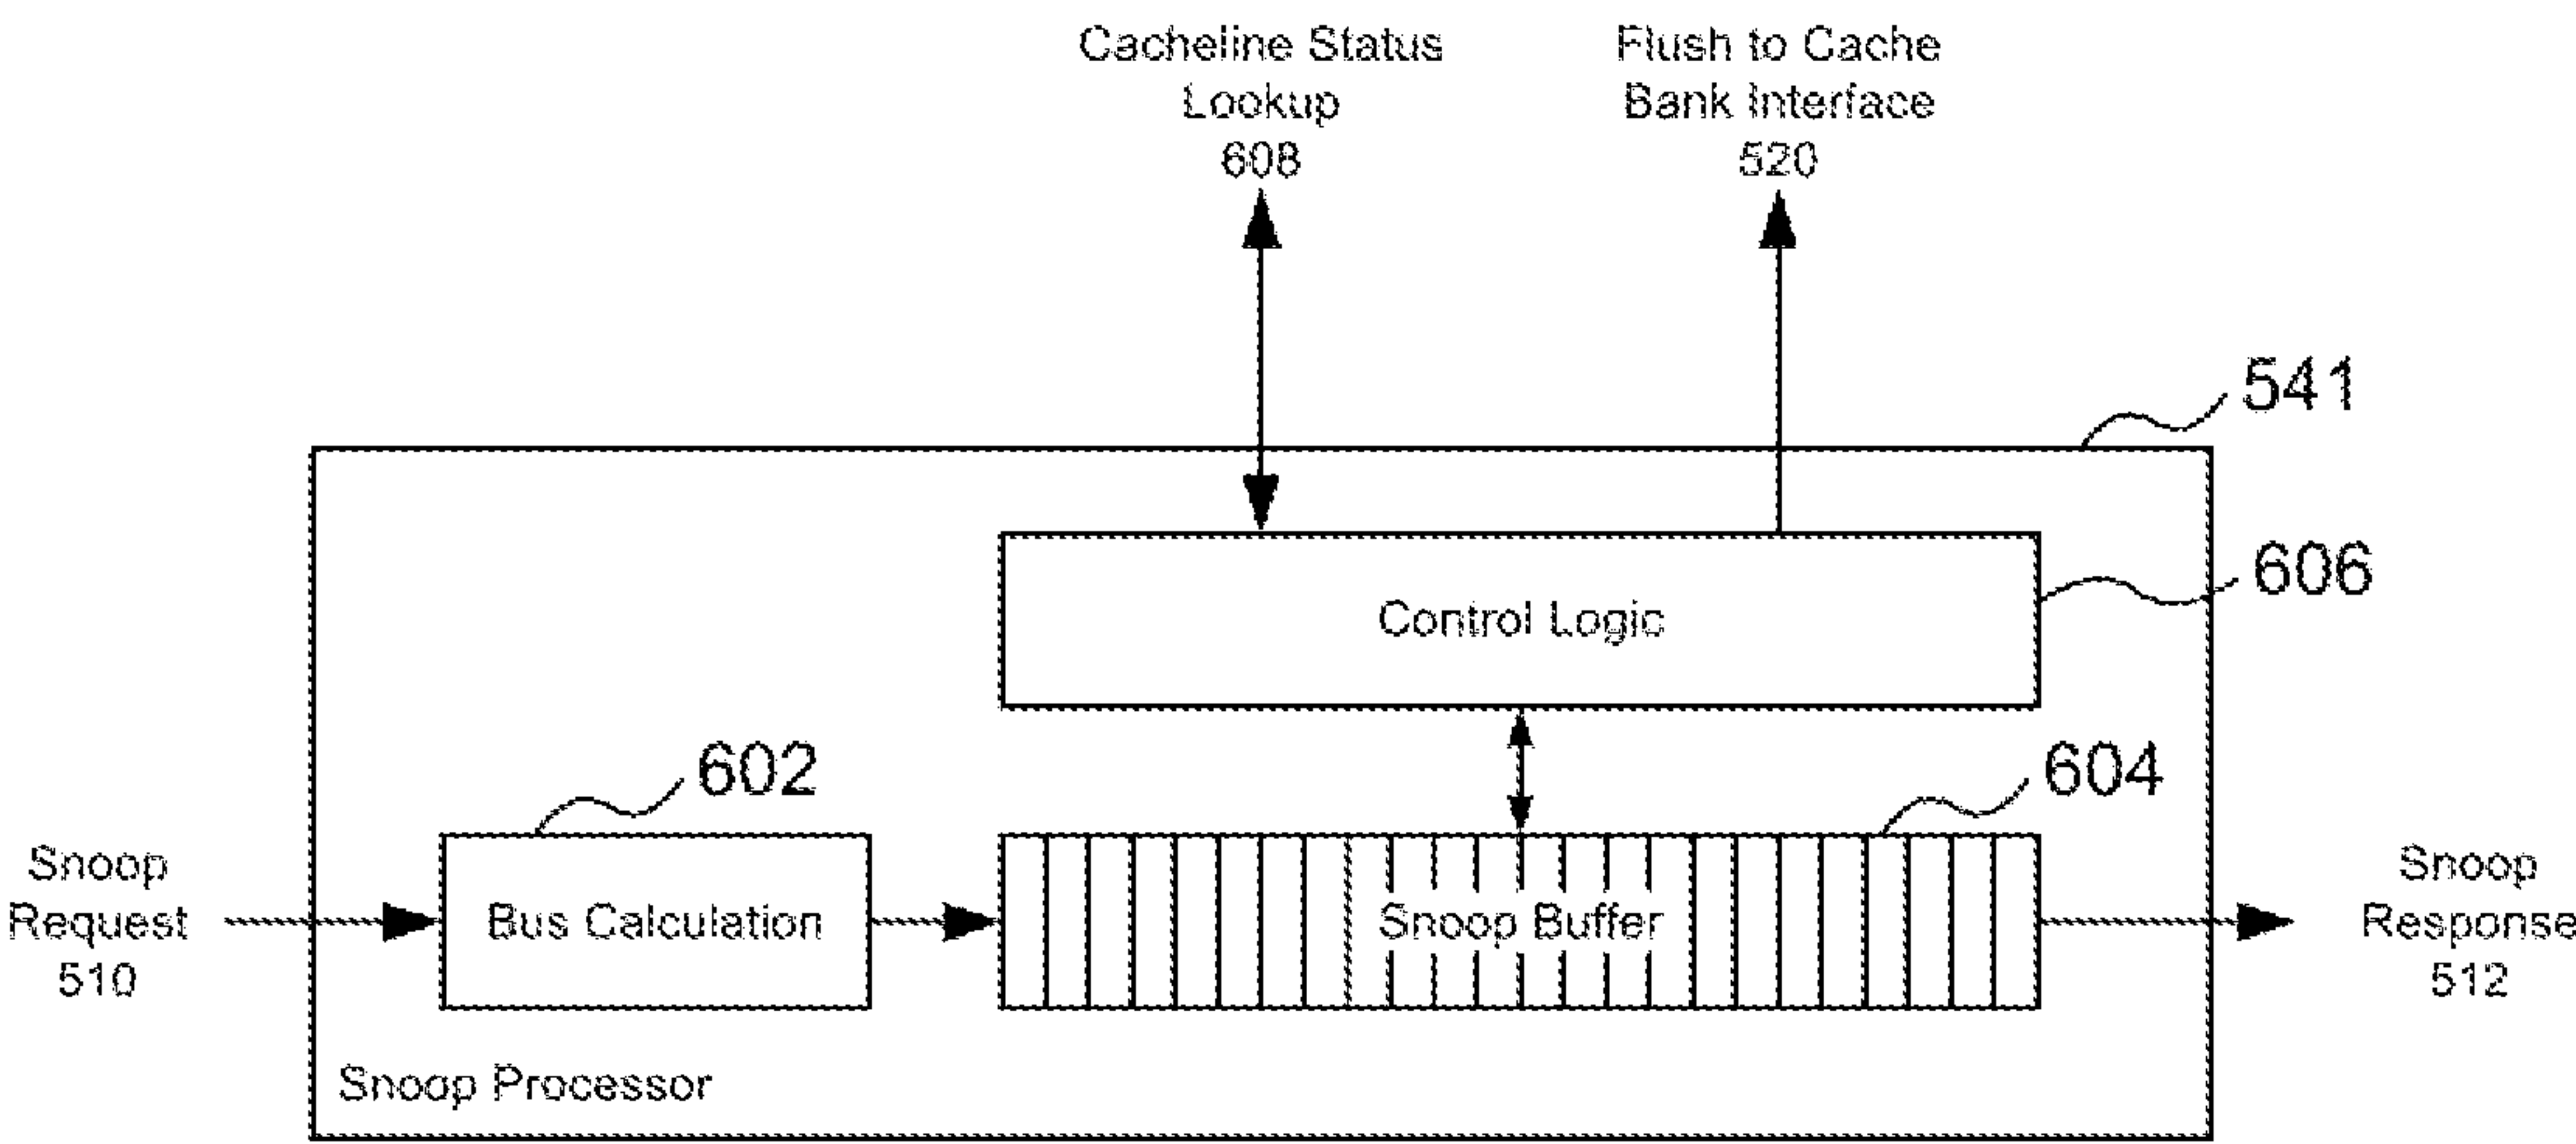 Cacheline Status
Lookup
608
Flush to Cache
Bank Interface
520
541
Control Logic
606
602
604
Snoop
Request
510
Bus Calculation
Snoop Buffer
Snoop
Response
512
Snoop Processor